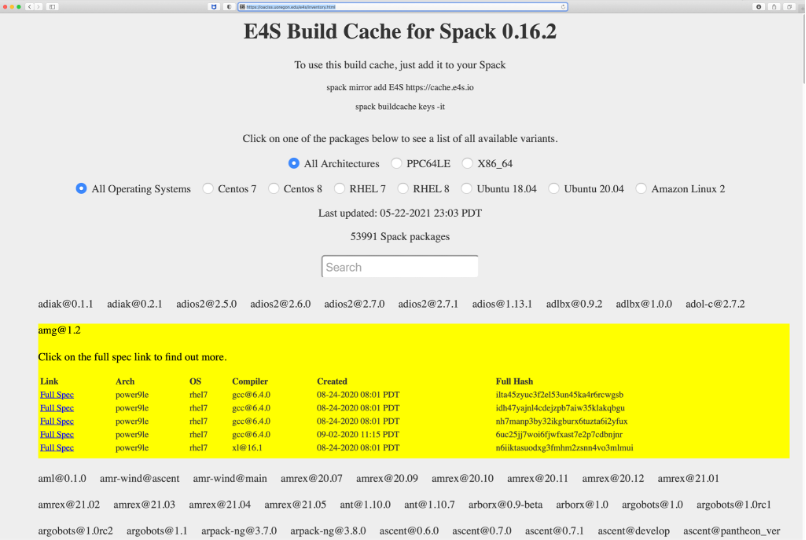 E4S Build Cache for Spack 0.16.2
To use this build cache, just add it to your Spack
spack mirror add E4S https://cache.e4s.io
spack buildcache keys -it
Click on one of the packages below to see a list of all available variants.
All Architectures PPC64LE X86_64
All Operating Systems Centos 7 Centos 8 RHEL 7 RHEL 8 Ubuntu 18.04 Ubuntu 20.04 Amazon Linux 2
Last updated: 05-22-2021 23:03 PDT
53991 Spack packages
Search
adiak@0.1.1 adiak@0.2.1 adios2@2.5.0 adios2@2.6.0 adios2@2.7.0 adios2@2.7.1 adios@1.13.1 adlbx@0.9.2 adlbx@1.0.0 adol-c@2.7.2
amg@1.2
Click on the full spec link to find out more.
Link Arch OS Compiler Created Full Hash
Full Spec power9le rhel7 gcc@6.4.0 08-24-2020 08:01 PDT
Full Spec power9le rhel7 gcc@6.4.0 08-24-2020 08:01 PDT
Full Spec power9le rhel7 gcc@6.4.0 08-24-2020 08:01 PDT
Full Spec power9le rhel7 gcc@6.4.0 09-02-2020 11:15 PDT
Full Spec power9le rhel7 xl@16.1 08-24-2020 08:01 PDT
aml@0.1.0 amr-wind@ascent amr-wind@main amrex@20.07 amrex@20.09 amrex@20.10 amrex@20.11 amrex@20.12 amrex@21.01
amrex@21.02 amrex@21.03 amrex@21.04 amrex@21.05 ant@1.10.0 ant@1.10.7 arborx@0.9-beta arborx@1.0 argobots@1.0 argobots@1.0rc1
argobots@1.0rc2 argobots@1.1 arpack-ng@3.7.0 arpack-ng@3.8.0 ascent@0.6.0 ascent@0.7.0 ascent@0.7.1 ascent@develop ascent@pantheon_ver